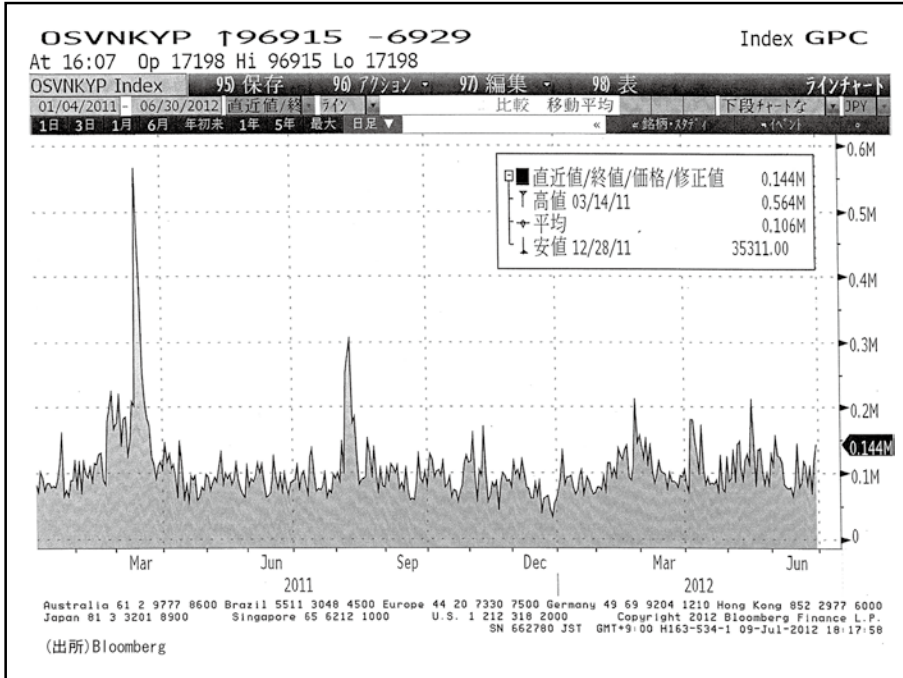 OSVNKYP ↑96915 -6929 Index GPC
At 16:07 Op 17198 Hi 96915 Lo 17198
OSVNKYP Index 95) 保存 96) アクション 97) 編集 98) 表 ラインチャート
01/04/2011 - 06/30/2012 直近値/終 ライン 比較 移動平均 下段チャートな JPY
1日 3日 1月 6月 年初来 1年 5年 最大 日足 ▼ « « 銘柄・スタディ イベント
0.6M
直近値/終値/価格/修正値 0.144M
高値 03/14/11 0.564M
平均 0.106M
安値 12/28/11 35311.00
0.5M
0.4M
0.3M
0.2M
0.144M
0.1M
0
Mar Jun Sep Dec Mar Jun
2011 2012
Australia 61 2 9777 8600 Brazil 5511 3048 4500 Europe 44 20 7330 7500 Germany 49 69 9204 1210 Hong Kong 852 2977 6000
Japan 81 3 3201 8900 Singapore 65 6212 1000 U.S. 1 212 318 2000 Copyright 2012 Bloomberg Finance L.P.
SN 662780 JST GMT+9:00 H163-534-1 09-Jul-2012 18:17:58
(出所)Bloomberg